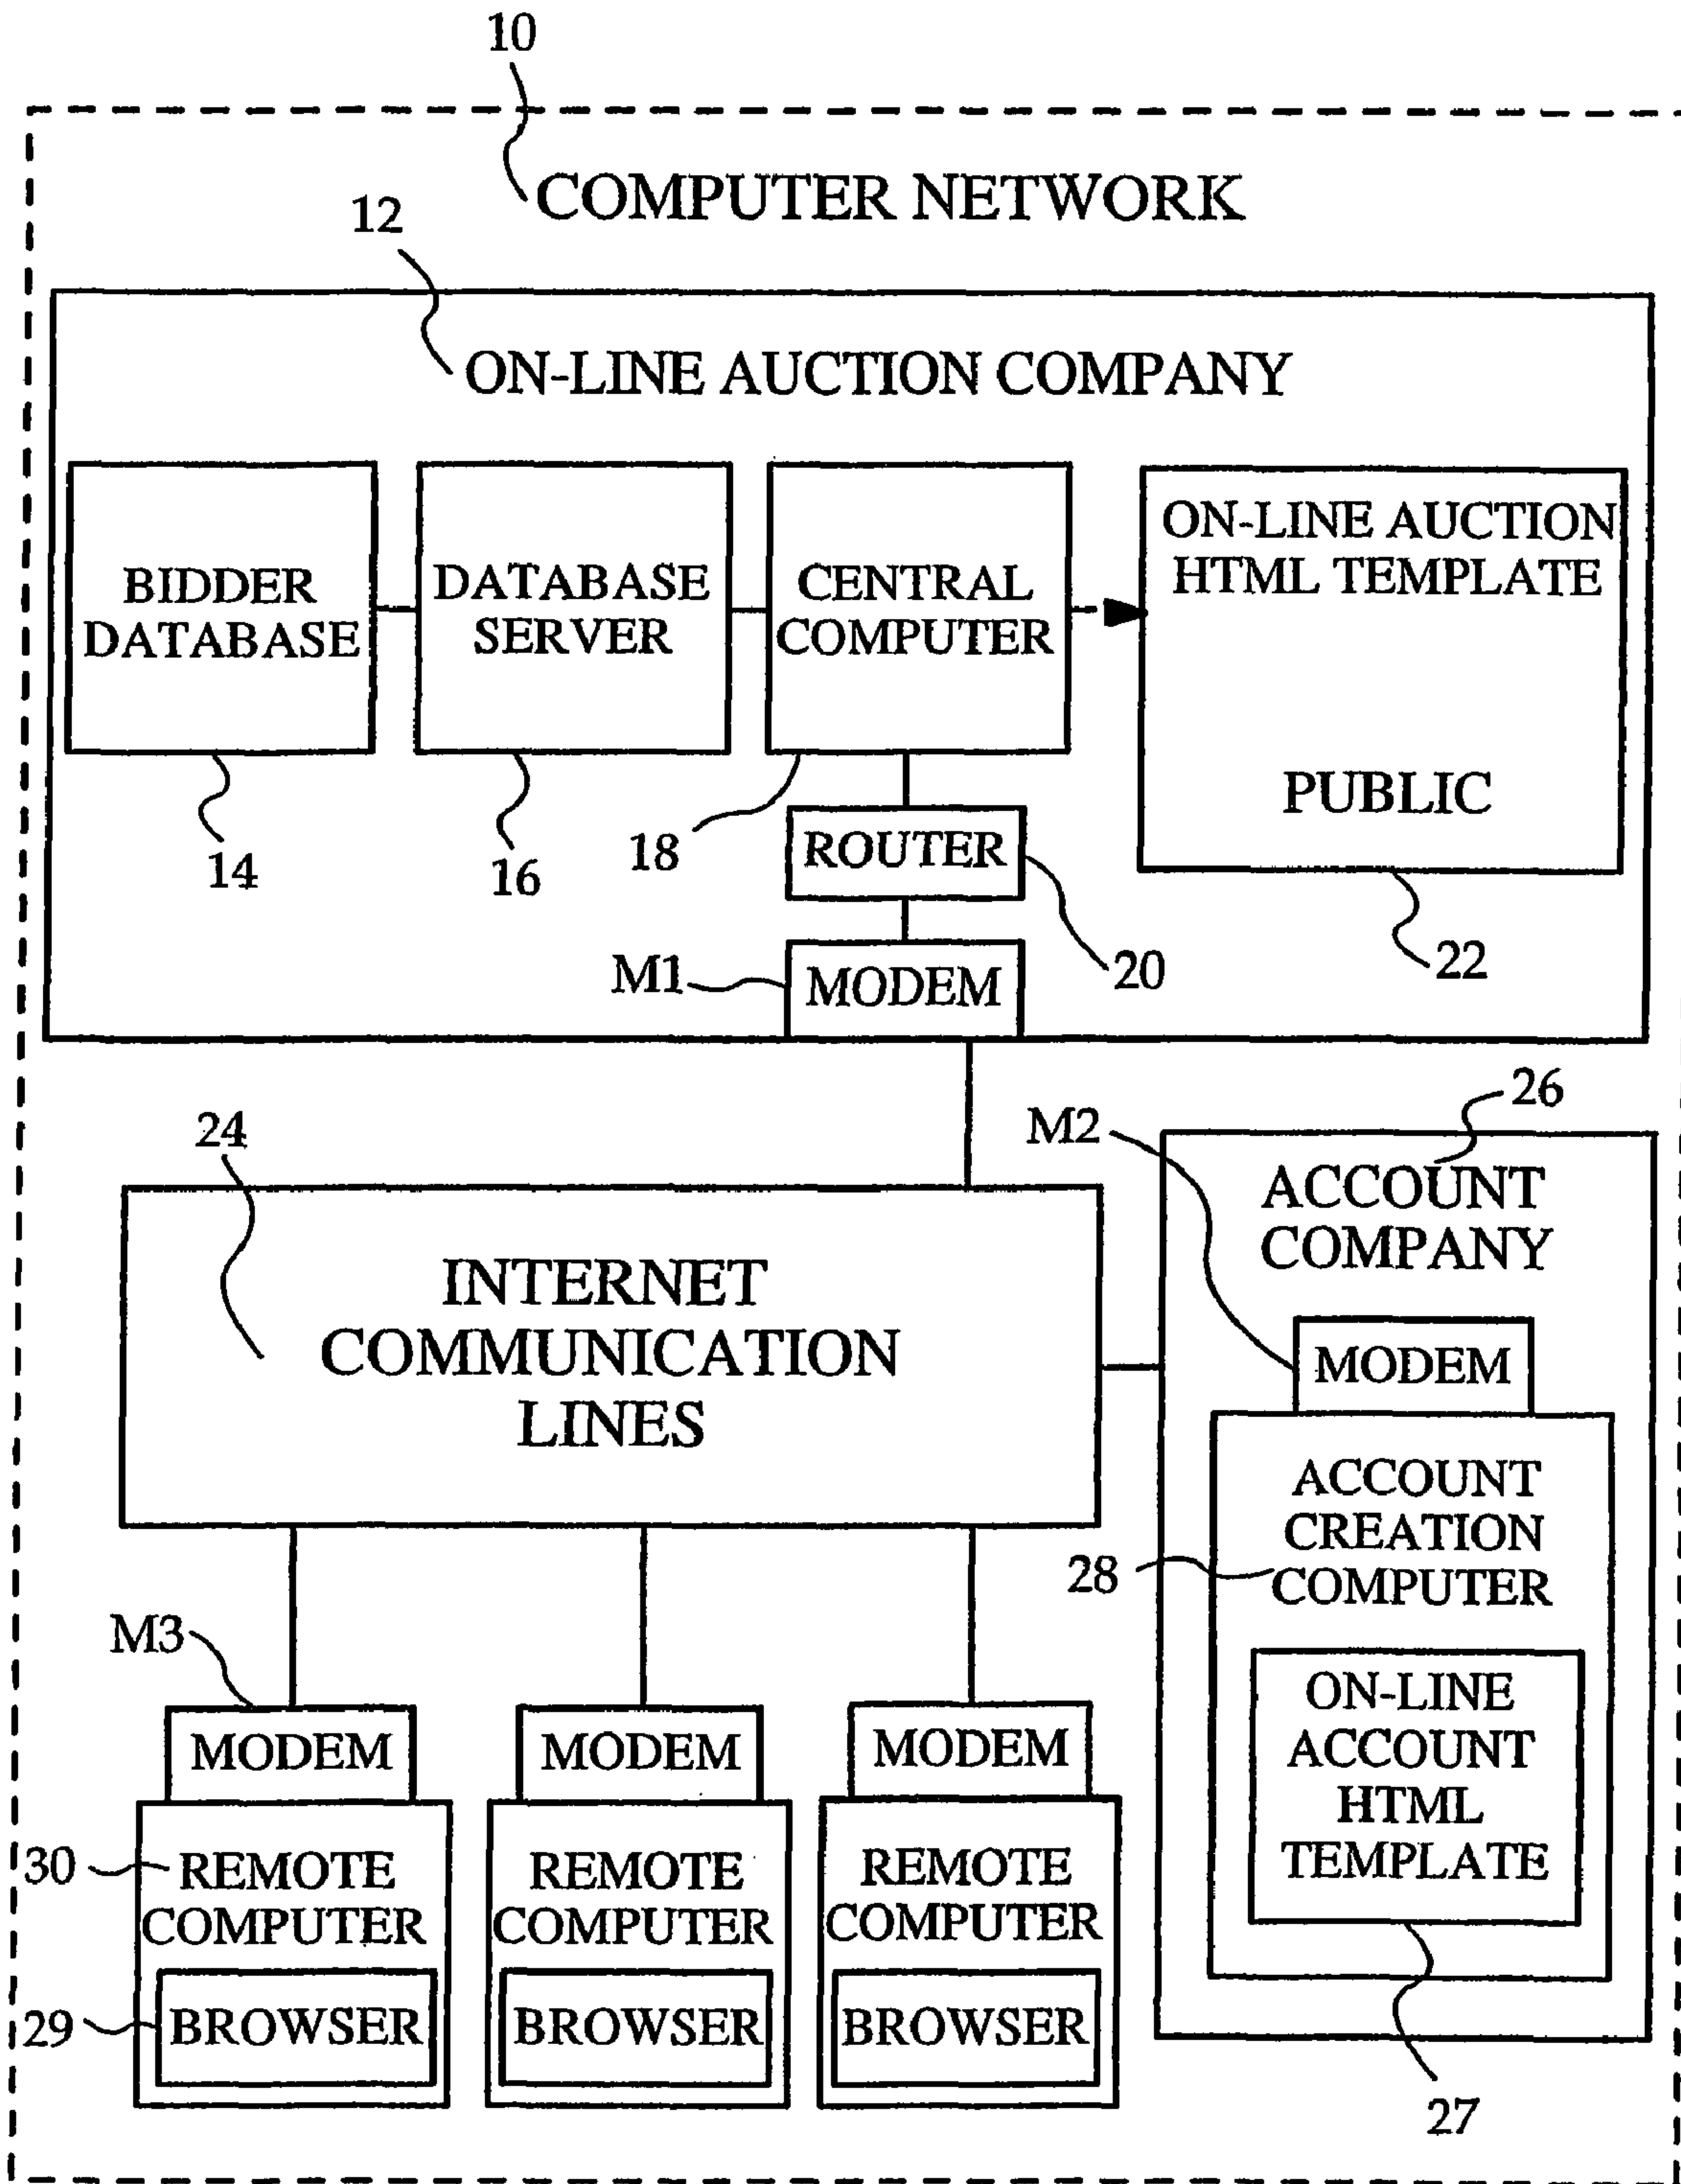 10
COMPUTER NETWORK
12
ON-LINE AUCTION COMPANY
BIDDER
DATABASE
DATABASE
SERVER
CENTRAL
COMPUTER
ON-LINE AUCTION
HTML TEMPLATE
PUBLIC
14
16
18
ROUTER
20
22
M1
MODEM
24
INTERNET
COMMUNICATION
LINES
M2
26
ACCOUNT
COMPANY
MODEM
ACCOUNT
CREATION
COMPUTER
28
ON-LINE
ACCOUNT
HTML
TEMPLATE
27
M3
MODEM
30
REMOTE
COMPUTER
29
BROWSER
MODEM
REMOTE
COMPUTER
BROWSER
MODEM
REMOTE
COMPUTER
BROWSER